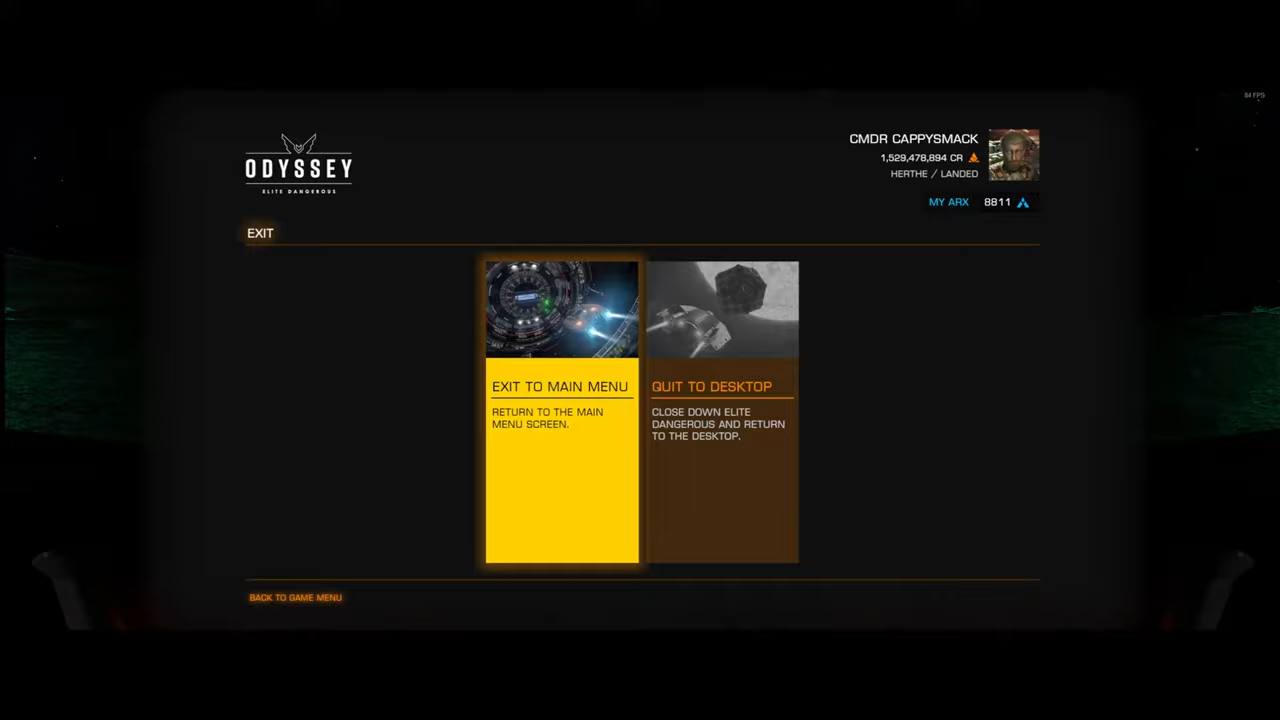 84 FPS
ODYSSEY
ELITE DANGEROUS
CMDR CAPPYSMACK
1,529,478,894 CR
HERTHE / LANDED
MY ARX 8811
EXIT
EXIT TO MAIN MENU
RETURN TO THE MAIN
MENU SCREEN.
QUIT TO DESKTOP
CLOSE DOWN ELITE
DANGEROUS AND RETURN
TO THE DESKTOP.
BACK TO GAME MENU